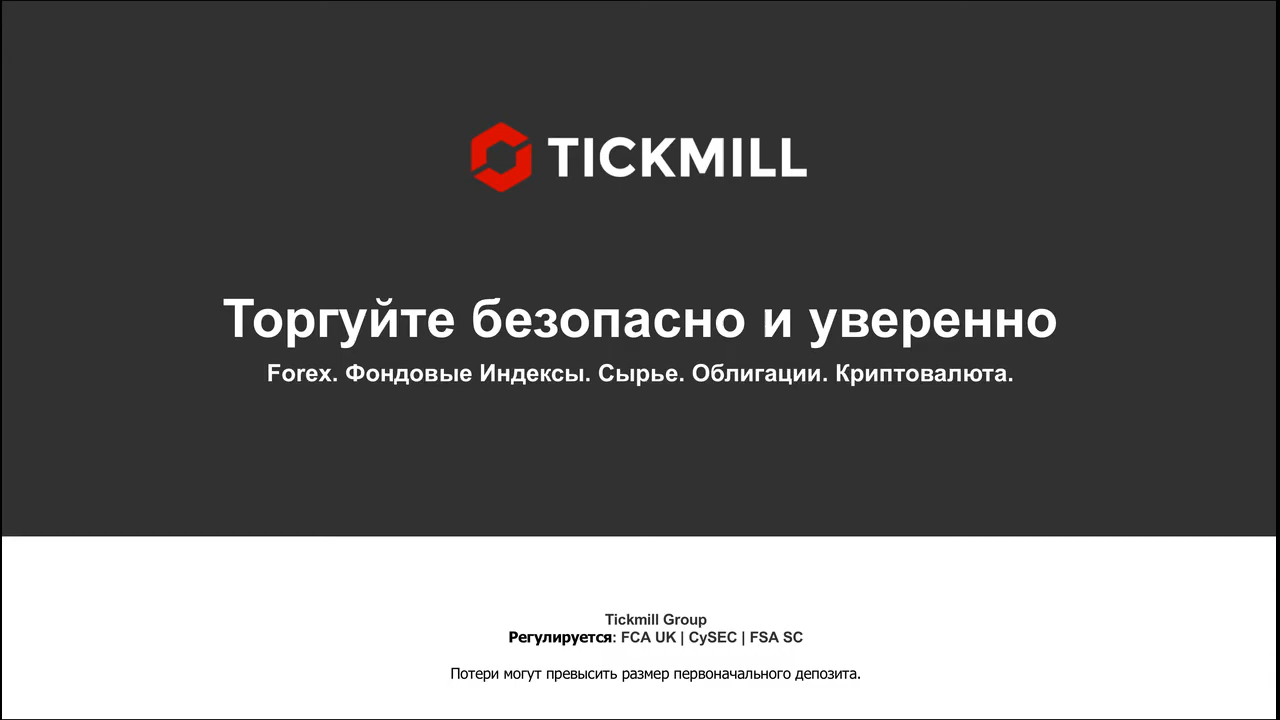 TICKMILL
Торгуйте безопасно и уверенно
Forex. Фондовые Индексы. Сырье. Облигации. Криптовалюта.
Tickmill Group
Регулируется: FCA UK | CySEC | FSA SC
Потери могут превысить размер первоначального депозита.